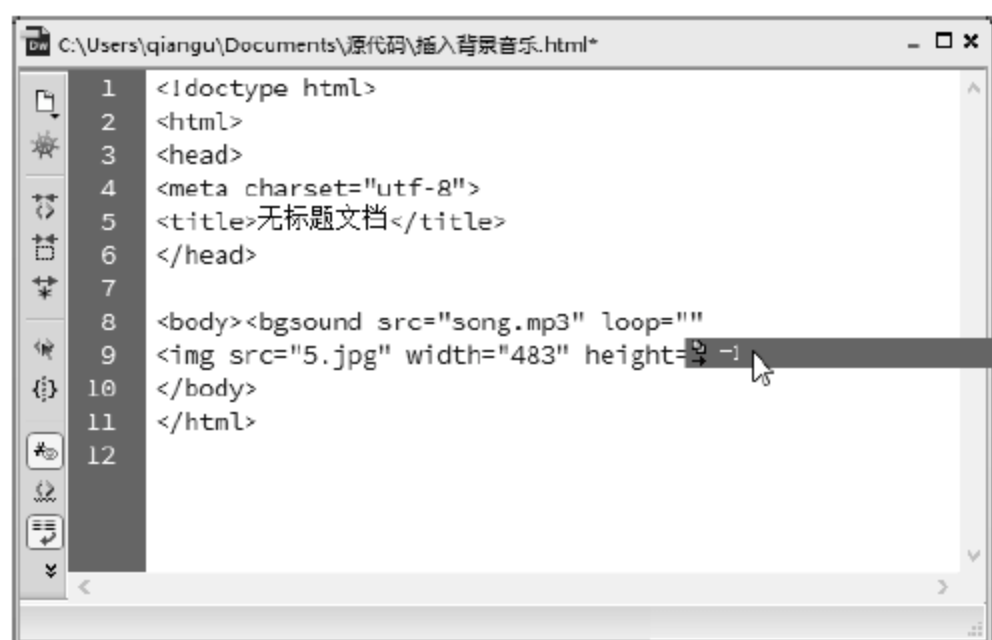 Dw C:\Users\qiangu\Documents\源代码\插入背景音乐.html*
1 <!doctype html>
2 <html>
3 <head>
4 <meta charset="utf-8">
5 <title>无标题文档</title>
6 </head>
7
8 <body><bgsound src="song.mp3" loop=""
9 <img src="5.jpg" width="483" height= -1
10 </body>
11 </html>
12